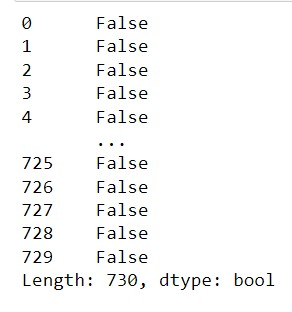 0 False
1 False
2 False
3 False
4 False
...
725 False
726 False
727 False
728 False
729 False
Length: 730, dtype: bool